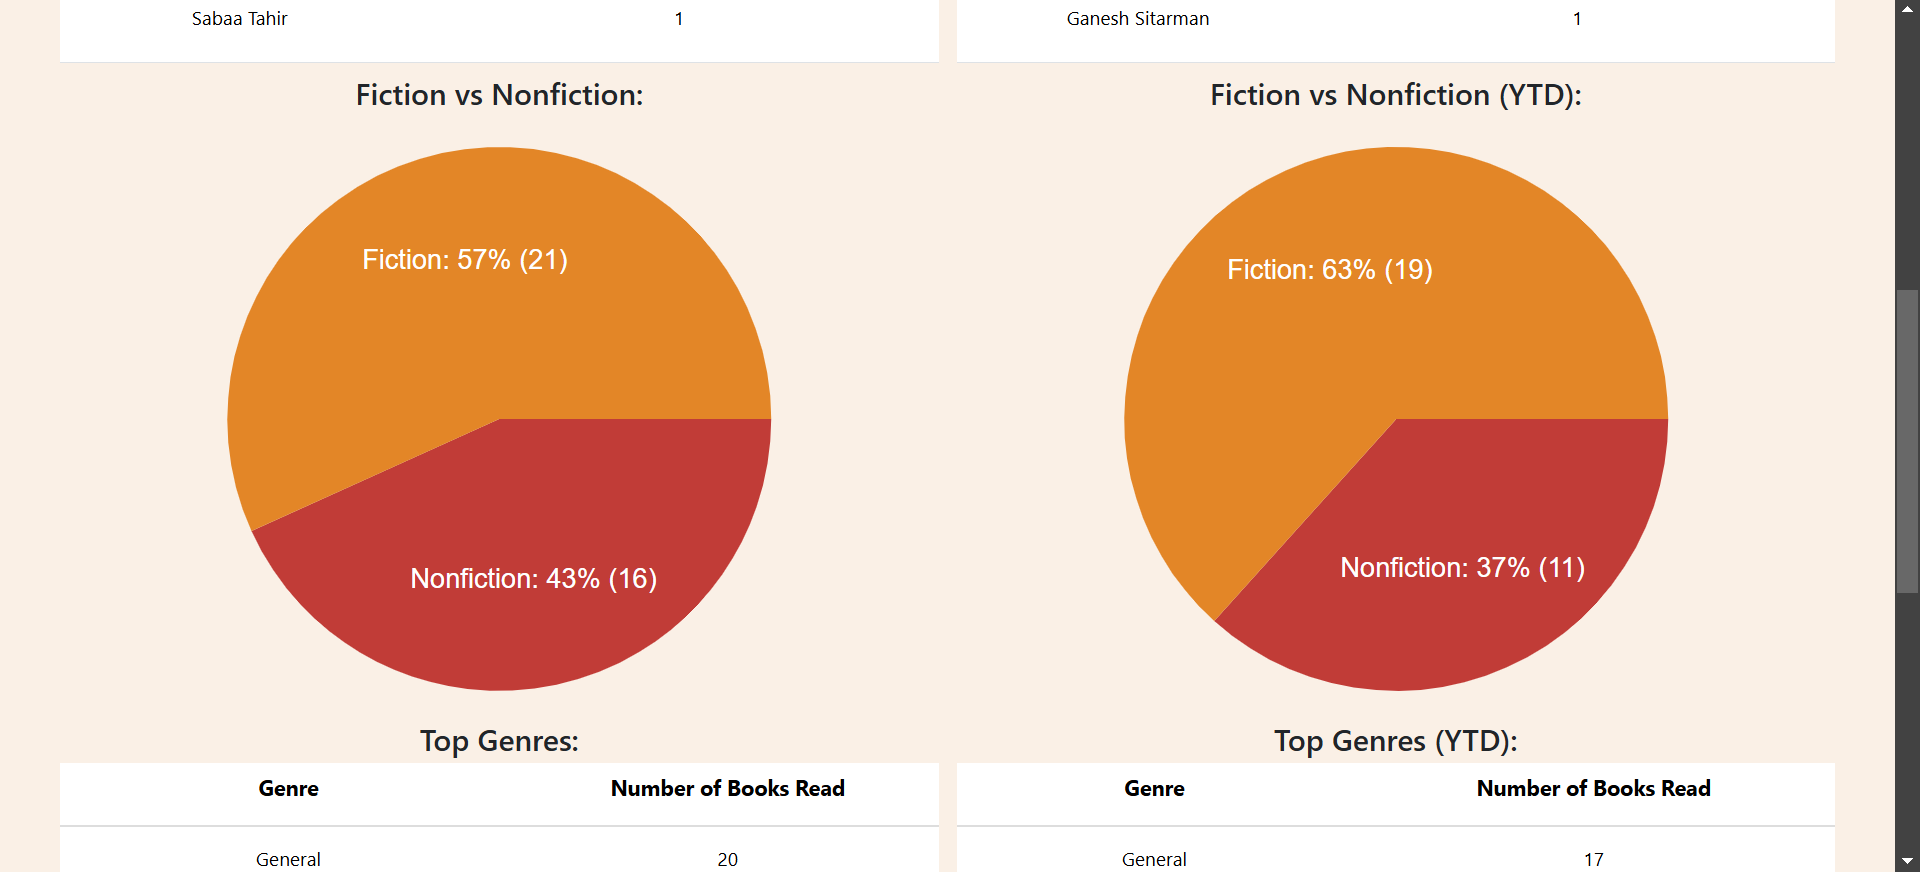 Sabaa Tahir 1
Ganesh Sitarman 1
Fiction vs Nonfiction:
Fiction: 57% (21)
Nonfiction: 43% (16)
Fiction vs Nonfiction (YTD):
Fiction: 63% (19)
Nonfiction: 37% (11)
Top Genres:
Genre Number of Books Read
General 20
Top Genres (YTD):
Genre Number of Books Read
General 17